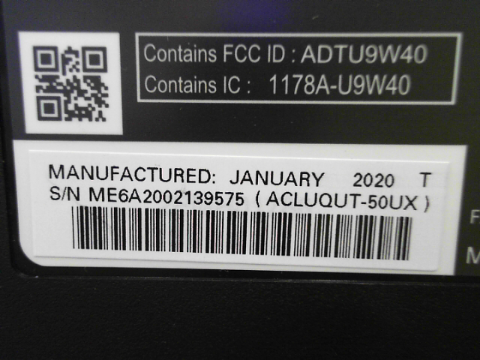 Contains FCC ID : ADTU9W40
Contains IC : 1178A-U9W40
MANUFACTURED: JANUARY 2020 T
S/N ME6A2002139575 ( ACLUQUT-50UX )
F
M